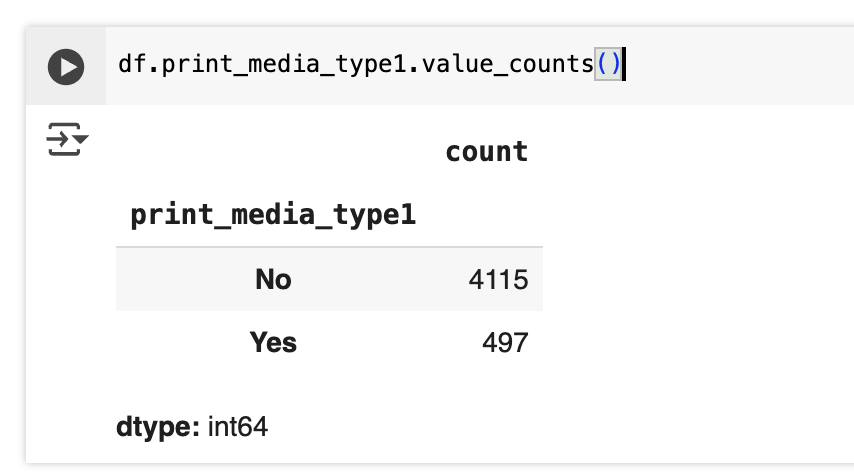 df.print_media_type1.value_counts()
count
print_media_type1
No 4115
Yes 497
dtype: int64